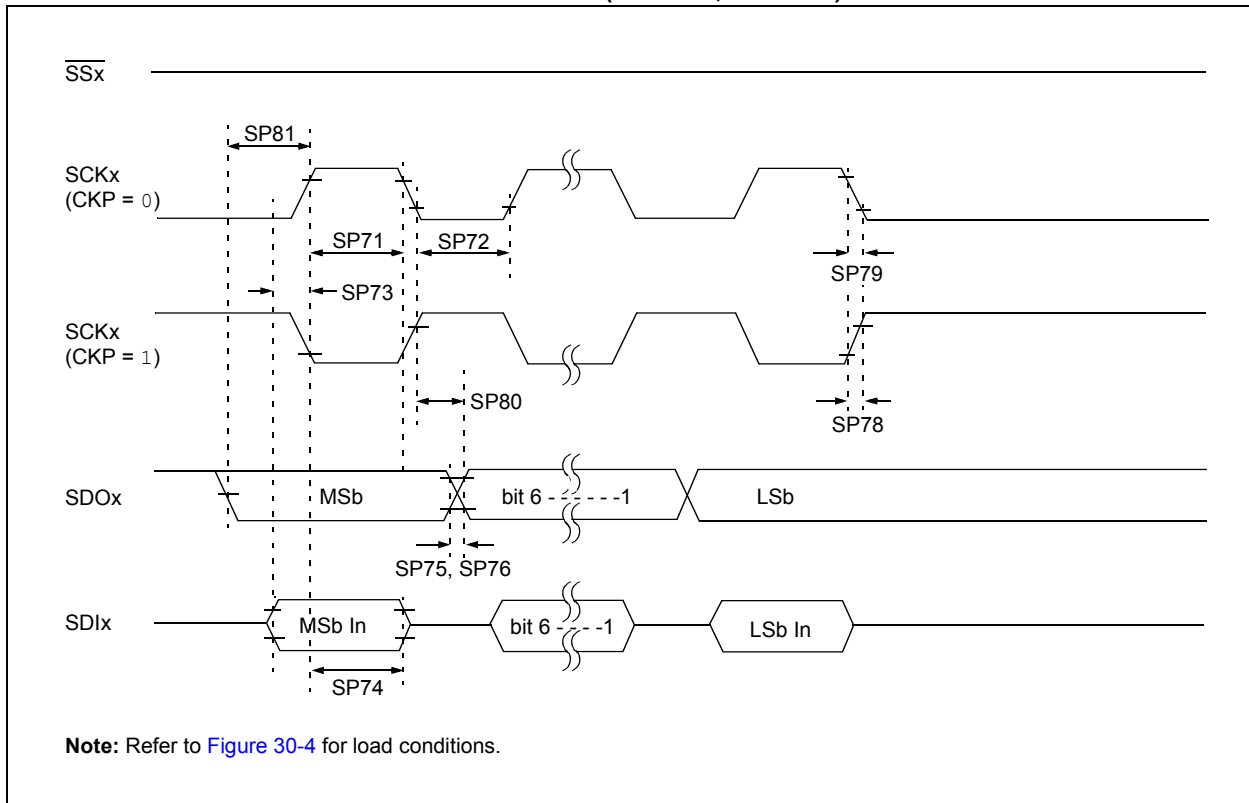 SSx
SP81
SCKx
(CKP = 0)
SP71
SP72
SP79
SP73
SCKx
(CKP = 1)
SP80
SP78
SDOx
MSb
bit 6 - - - - - -1
LSb
SP75, SP76
SDIx
MSb In
bit 6 - - - -1
LSb In
SP74
Note: Refer to Figure 30-4 for load conditions.